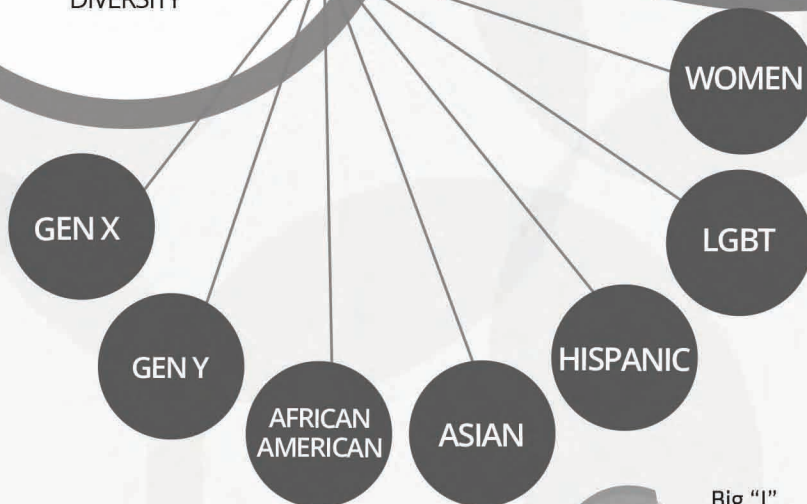 DIVERSITY
WOMEN
GEN X
LGBT
GEN Y
HISPANIC
AFRICAN
AMERICAN
ASIAN
Big “I”